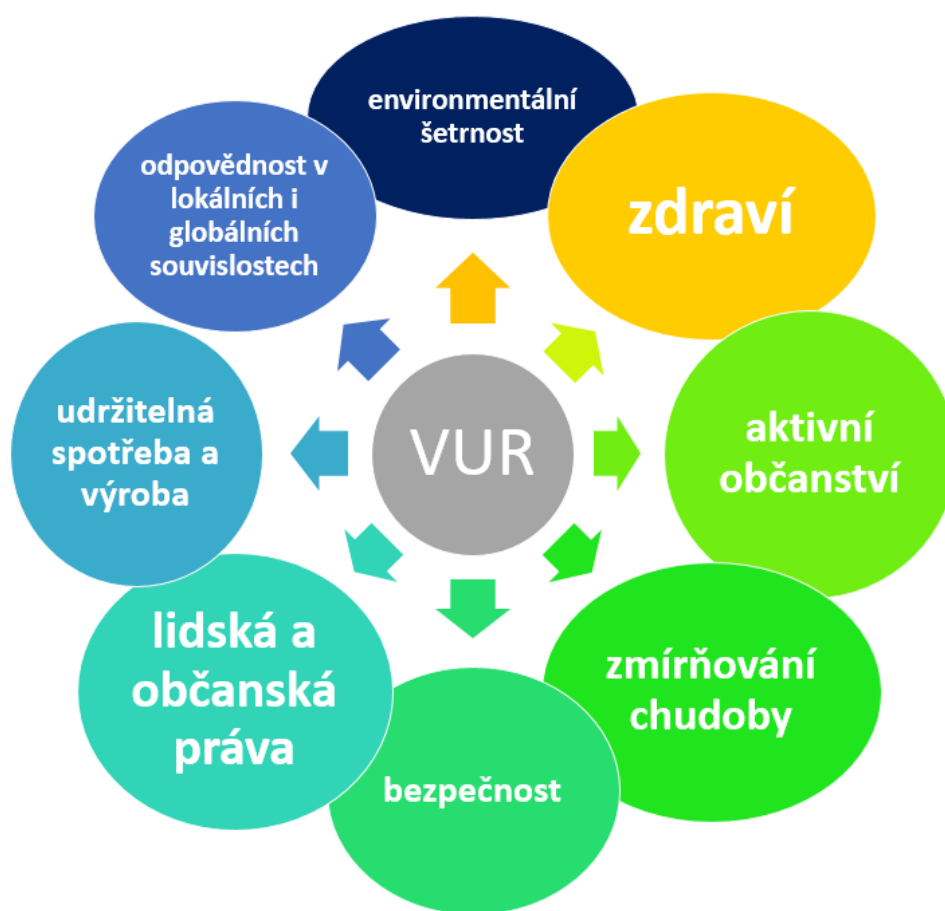 environmentální
šetrnost
zdraví
aktivní
občanství
zmírňování
chudoby
bezpečnost
lidská a
občanská
práva
udržitelná
spotřeba a
výroba
odpovědnost v
lokálních i
globálních
souvislostech
VUR